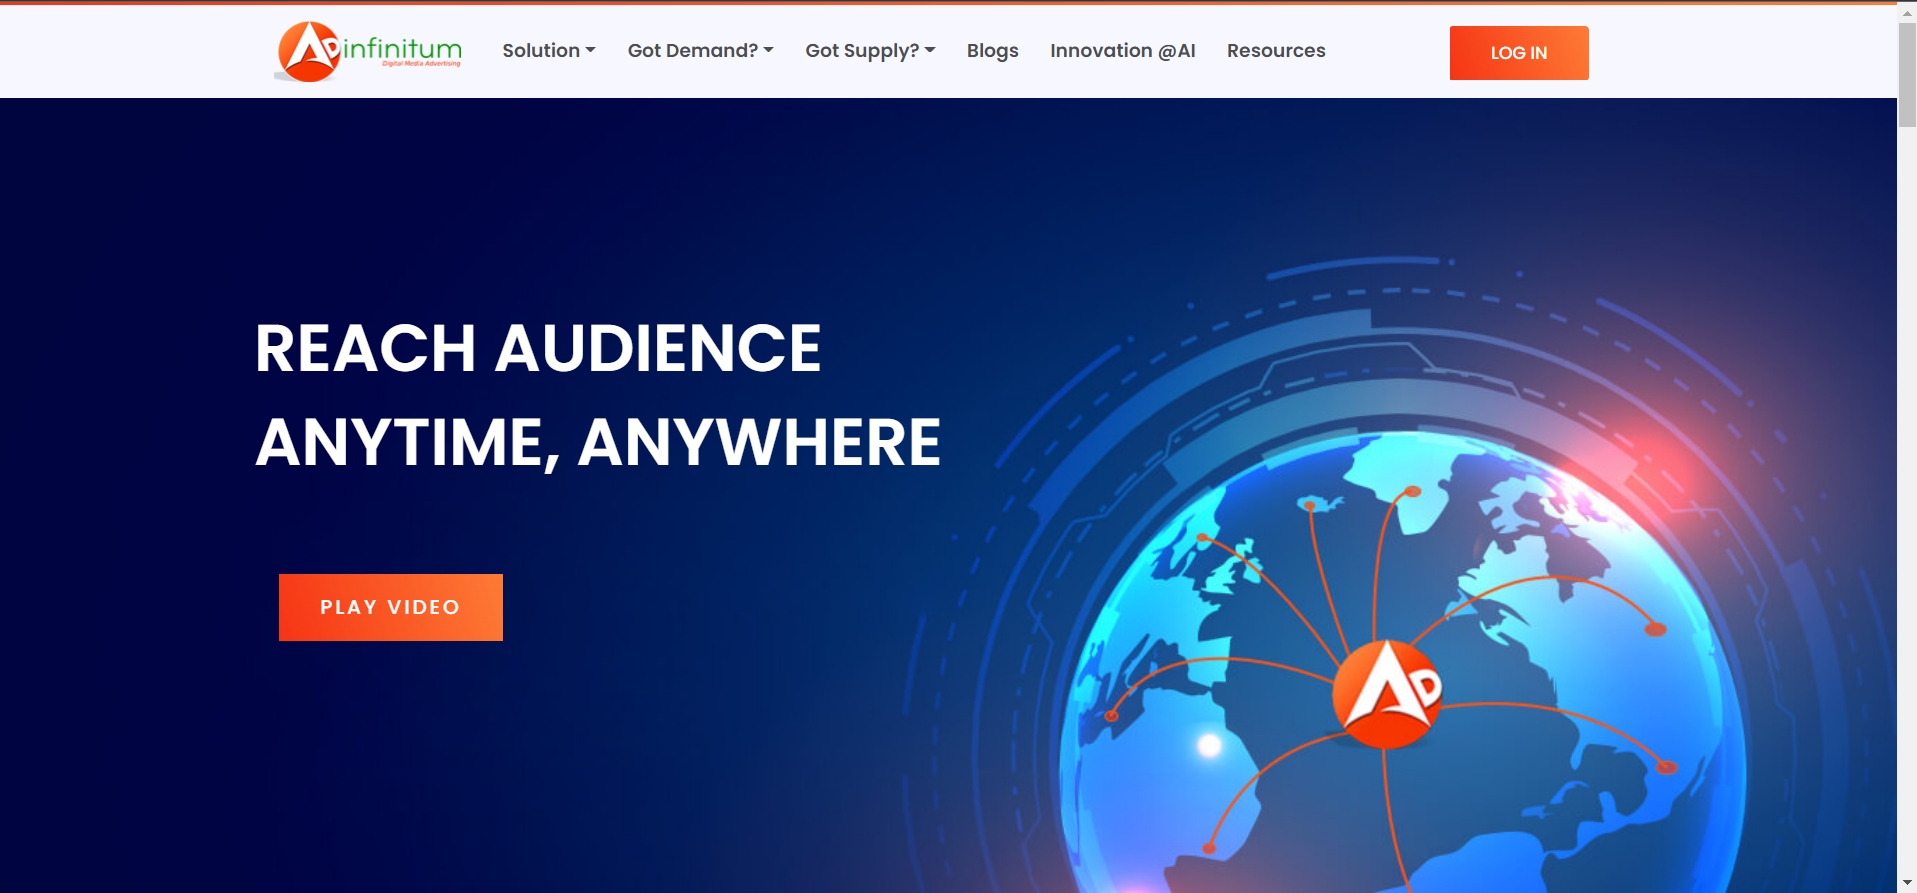 ADinfinitum
Digital Media Advertising
Solution
Got Demand?
Got Supply?
Blogs
Innovation @AI
Resources
LOG IN
REACH AUDIENCE
ANYTIME, ANYWHERE
PLAY VIDEO
AD